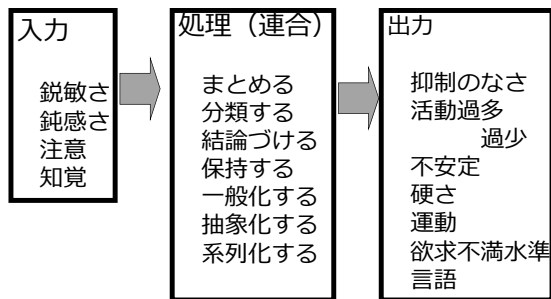 入力
鋭敏さ
鈍感さ
注意
知覚
処理（連合）
まとめる
分類する
結論づける
保持する
一般化する
抽象化する
系列化する
出力
抑制のなさ
活動過多
過少
不安定
硬さ
運動
欲求不満水準
言語